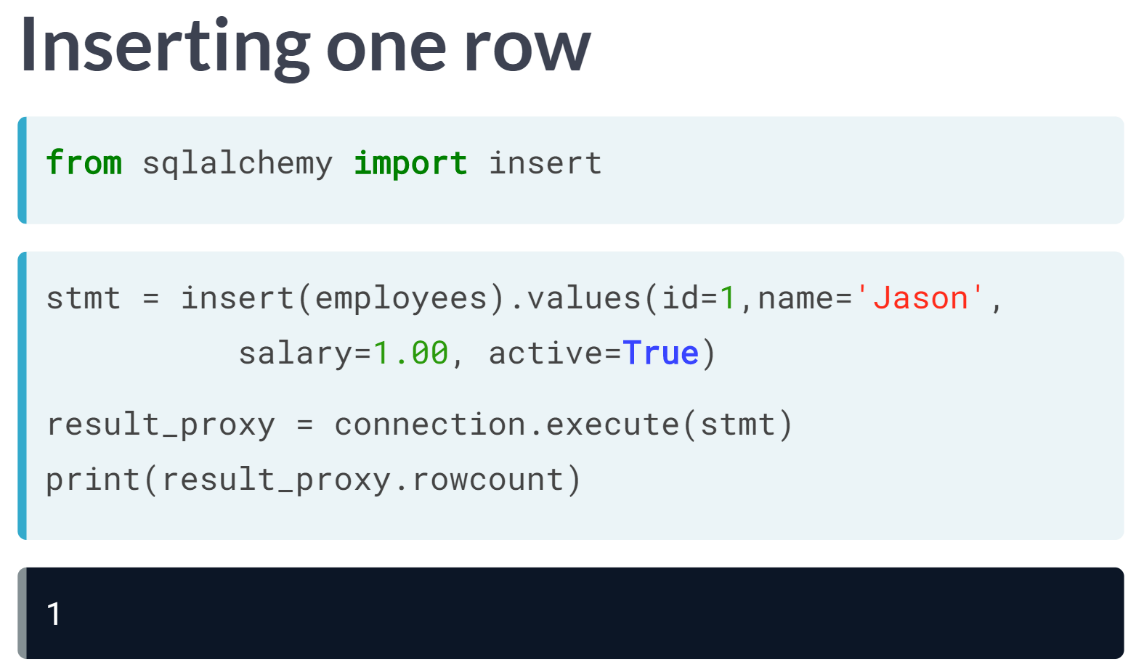 Inserting one row
from sqlalchemy import insert
stmt = insert(employees).values(id=1,name='Jason',
          salary=1.00, active=True)
result_proxy = connection.execute(stmt)
print(result_proxy.rowcount)
1